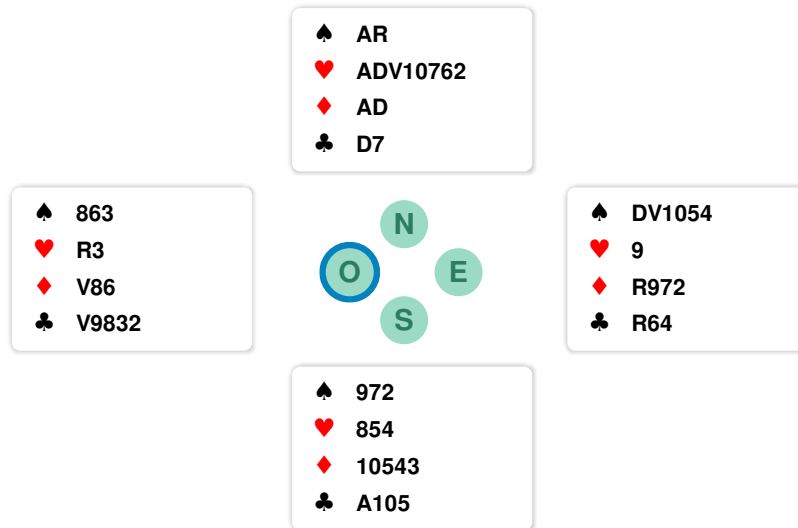 ♠ AR
♥ ADV10762
♦ AD
♣ D7
♠ 863
♥ R3
♦ V86
♣ V9832
N
O E
S
♠ DV1054
♥ 9
♦ R972
♣ R64
♠ 972
♥ 854
♦ 10543
♣ A105